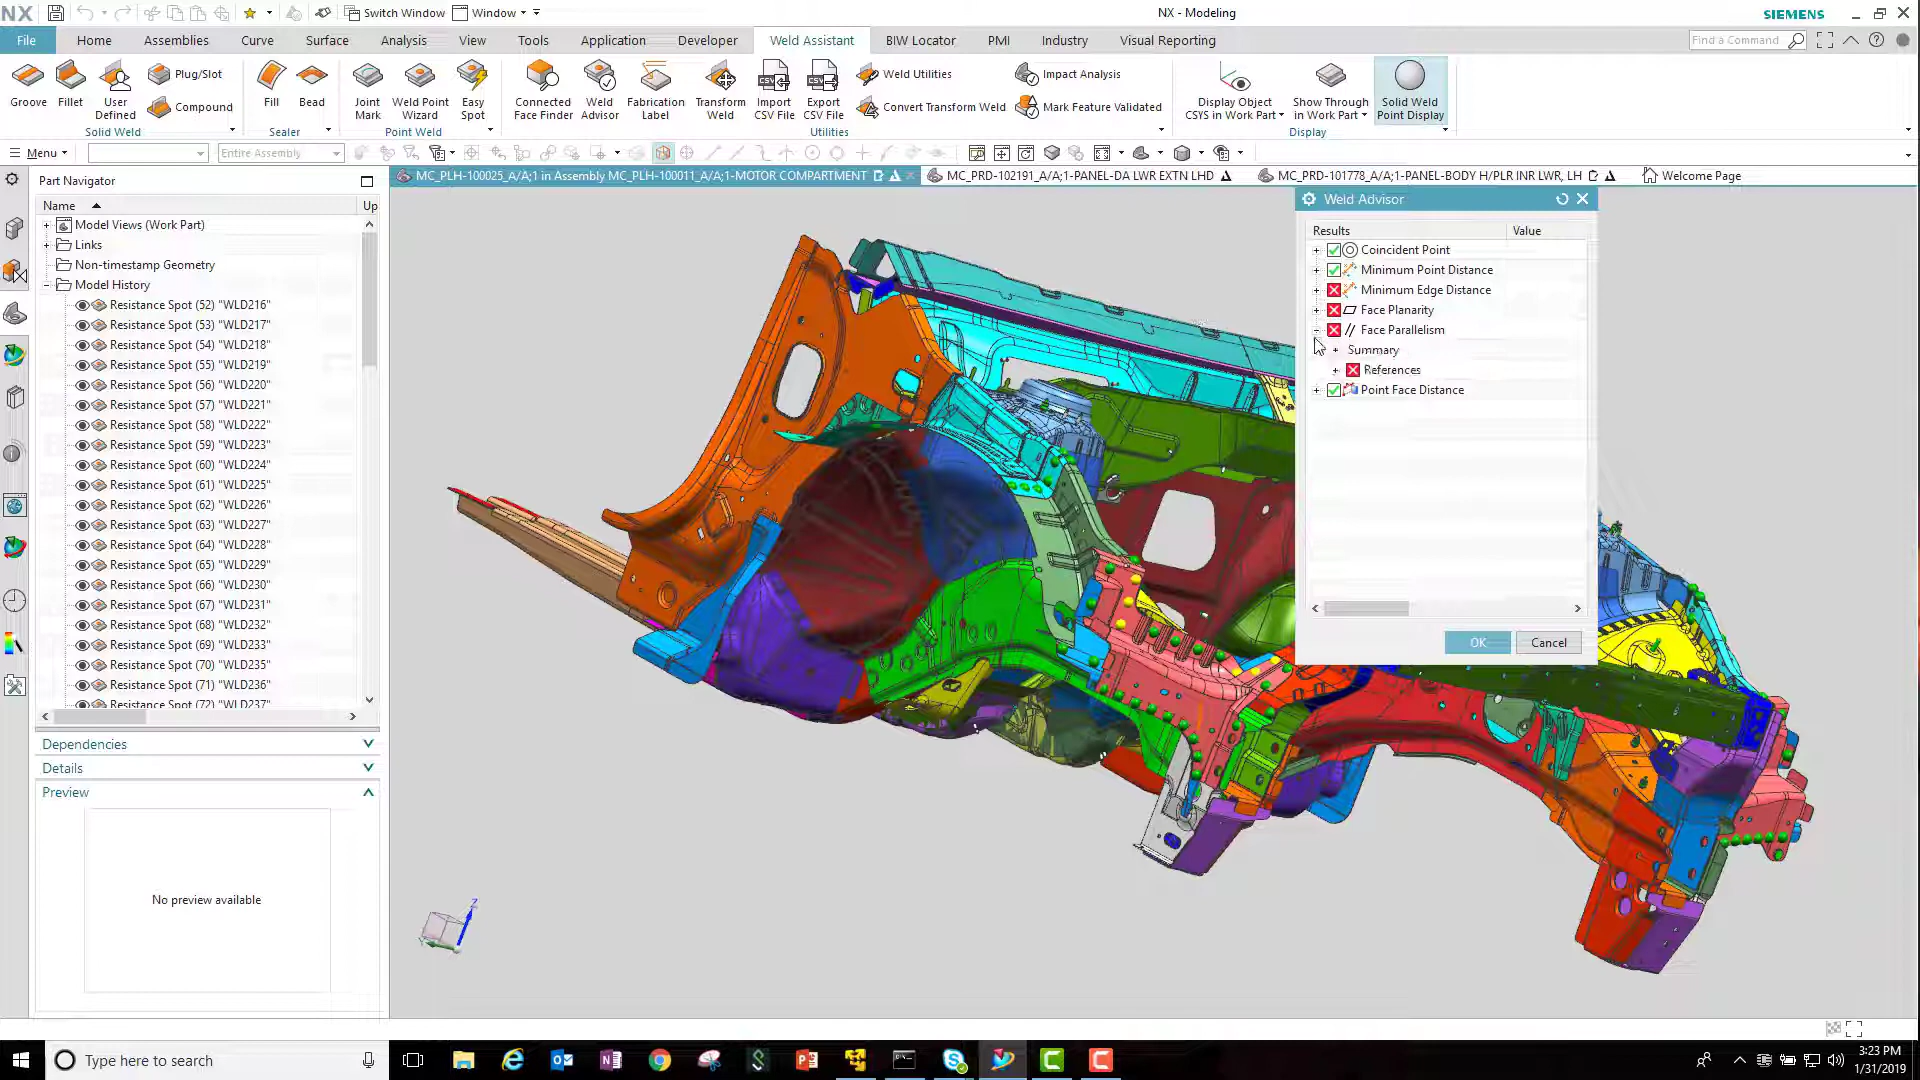 NX
Switch Window
Window
NX - Modeling
SIEMENS
File
Home
Assemblies
Curve
Surface
Analysis
View
Tools
Application
Developer
Weld Assistant
BIW Locator
PMI
Industry
Visual Reporting
Find a Command
Groove
Fillet
User Defined
Plug/Slot
Compound
Solid Weld
Fill
Bead
Sealer
Joint Mark
Weld Point Wizard
Easy Spot
Point Weld
Connected Face Finder
Weld Advisor
Fabrication Label
Transform Weld
Import CSV File
Export CSV File
Weld Utilities
Convert Transform Weld
Impact Analysis
Mark Feature Validated
Utilities
Display Object CSYS in Work Part
Show Through in Work Part
Solid Weld Point Display
Display
Menu
Entire Assembly
Part Navigator
MC_PLH-100025_A/A;1 in Assembly MC_PLH-100011_A/A;1-MOTOR COMPARTMENT
MC_PRD-102191_A/A;1-PANEL-DA LWR EXTN LHD
MC_PRD-101778_A/A;1-PANEL-BODY H/PLR INR LWR, LH
Welcome Page
Name
Up
Model Views (Work Part)
Links
Non-timestamp Geometry
Model History
Resistance Spot (52) "WLD216"
Resistance Spot (53) "WLD217"
Resistance Spot (54) "WLD218"
Resistance Spot (55) "WLD219"
Resistance Spot (56) "WLD220"
Resistance Spot (57) "WLD221"
Resistance Spot (58) "WLD222"
Resistance Spot (59) "WLD223"
Resistance Spot (60) "WLD224"
Resistance Spot (61) "WLD225"
Resistance Spot (62) "WLD226"
Resistance Spot (63) "WLD227"
Resistance Spot (64) "WLD228"
Resistance Spot (65) "WLD229"
Resistance Spot (66) "WLD230"
Resistance Spot (67) "WLD231"
Resistance Spot (68) "WLD232"
Resistance Spot (69) "WLD233"
Resistance Spot (70) "WLD235"
Resistance Spot (71) "WLD236"
Resistance Spot (72) "WLD237"
Dependencies
Details
Preview
No preview available
Weld Advisor
Results
Value
Coincident Point
Minimum Point Distance
Minimum Edge Distance
Face Planarity
Face Parallelism
Summary
References
Point Face Distance
OK
Cancel
Z
Y
Type here to search
3:23 PM
1/31/2019